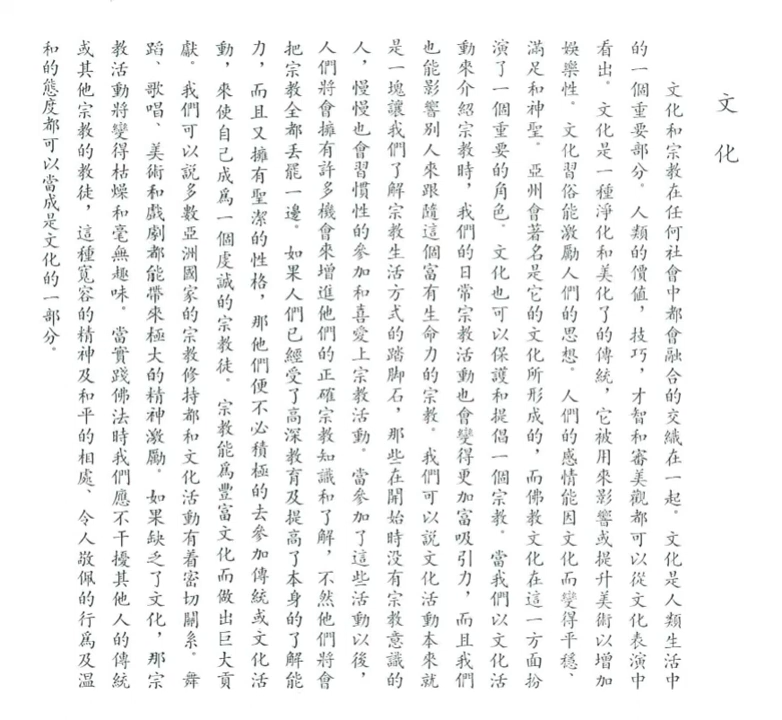 文化
文化和宗教在任何社會中都會融合的交織在一起。文化是人類生活中
的一個重要部分。人類的價值，技巧，才智和審美觀都可以從文化表演中
看出。文化是一種淨化和美化了的傳統，它被用來影響或提升美術以增加
娛樂性。文化習俗能激勵人們的思想。人們的感情能因文化而變得平穩、
滿足和神聖。亞州會著名是它的文化所形成的，而佛教文化在這一方面扮
演了一個重要的角色。文化也可以保護和提倡一個宗教。當我們以文化活
動來介紹宗教時，我們的日常宗教活動也會變得更加富吸引力，而且我們
也能影響別人來跟隨這個富有生命力的宗教。我們可以說文化活動本來就
是一塊讓我們了解宗教生活方式的踏脚石，那些在開始時没有宗教意識的
人，慢慢也會習慣性的參加和喜愛上宗教活動。當參加了這些活動以後，
人們將會擁有許多機會來增進他們的正確宗教知識和了解，不然他們將會
把宗教全都丢罷一邊。如果人們已經受了高深教育及提高了本身的了解能
力，而且又擁有聖潔的性格，那他們便不必積極的去參加傳統或文化活
動，來使自己成爲一個虔誠的宗教徒。宗教能爲豐富文化而做出巨大貢
獻。我們可以說多數亞洲國家的宗教修持都和文化活動有着密切關系。舞
蹈、歌唱、美術和戲劇都能帶來極大的精神激勵。如果缺乏了文化，那宗
教活動將變得枯燥和毫無趣味。當實踐佛法時我們應不干擾其他人的傳統
或其他宗教的教徒，這種寬容的精神及和平的相處、令人敬佩的行爲及温
和的態度都可以當成是文化的一部分。